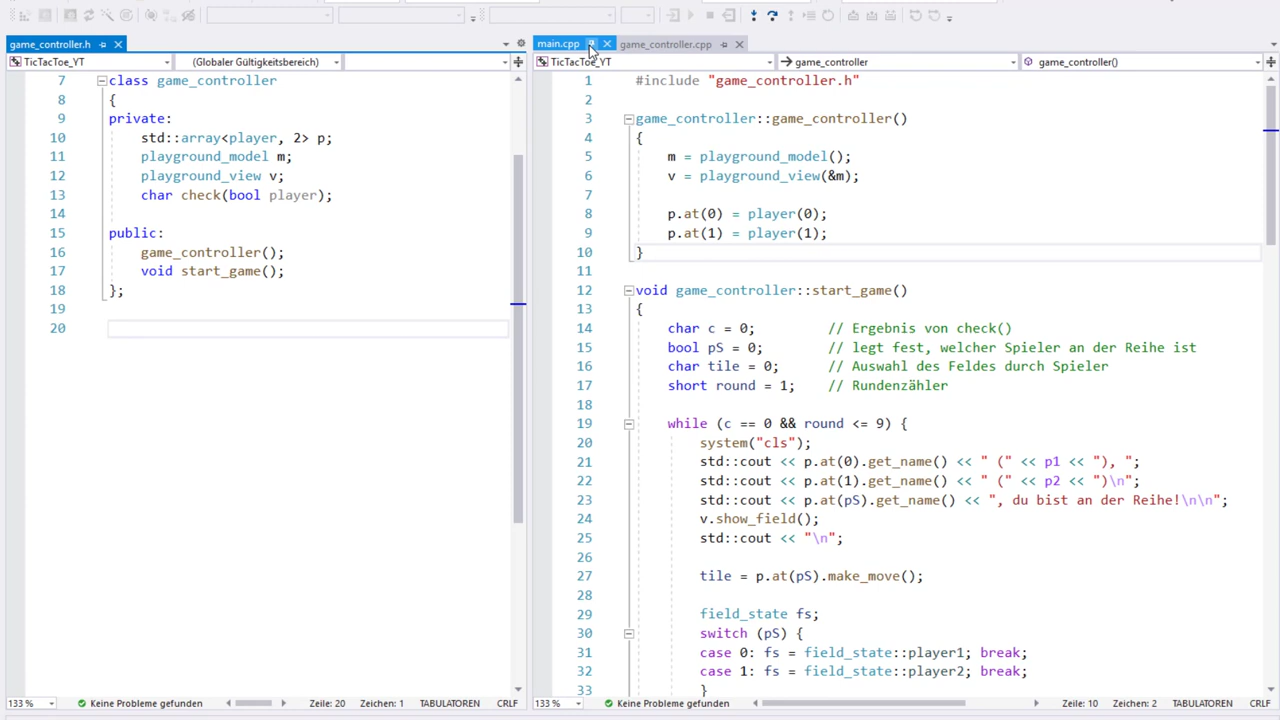 game_controller.h
TicTacToe_YT
(Globaler Gültigkeitsbereich)
7 class game_controller
8 {
9 private:
10 std::array<player, 2> p;
11 playground_model m;
12 playground_view v;
13 char check(bool player);
14
15 public:
16 game_controller();
17 void start_game();
18 };
19
20
133 %
Keine Probleme gefunden
Zeile: 20
Zeichen: 1
TABULATOREN
CRLF
main.cpp
game_controller.cpp
TicTacToe_YT
game_controller
game_controller()
1 #include "game_controller.h"
2
3 game_controller::game_controller()
4 {
5 m = playground_model();
6 v = playground_view(&m);
7
8 p.at(0) = player(0);
9 p.at(1) = player(1);
10 }
11
12 void game_controller::start_game()
13 {
14 char c = 0; // Ergebnis von check()
15 bool pS = 0; // legt fest, welcher Spieler an der Reihe ist
16 char tile = 0; // Auswahl des Feldes durch Spieler
17 short round = 1; // Rundenzähler
18
19 while (c == 0 && round <= 9) {
20 system("cls");
21 std::cout << p.at(0).get_name() << " (" << p1 << "), ";
22 std::cout << p.at(1).get_name() << " (" << p2 << ")\n";
23 std::cout << p.at(pS).get_name() << ", du bist an der Reihe!\n\n";
24 v.show_field();
25 std::cout << "\n";
26
27 tile = p.at(pS).make_move();
28
29 field_state fs;
30 switch (pS) {
31 case 0: fs = field_state::player1; break;
32 case 1: fs = field_state::player2; break;
33 }
133 %
Keine Probleme gefunden
Zeile: 10
Zeichen: 2
TABULATOREN
CRLF